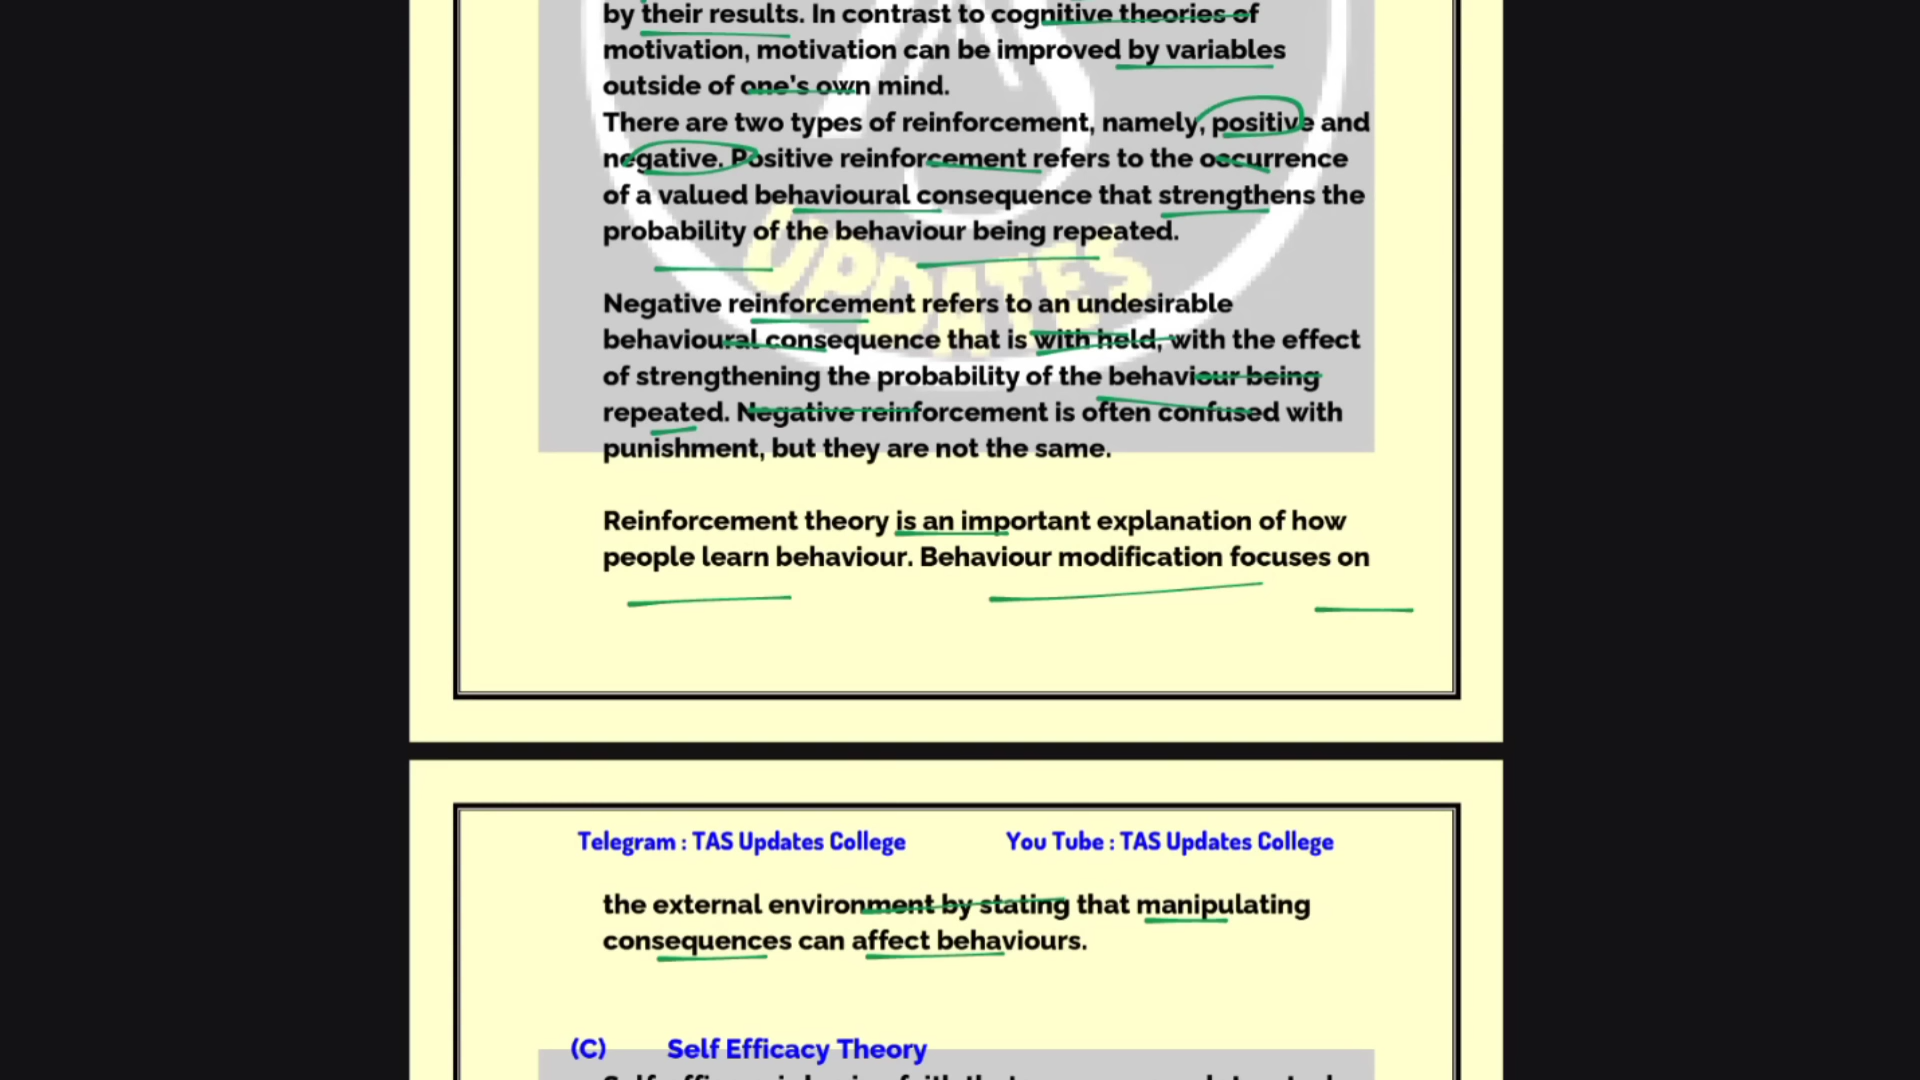 by their results. In contrast to cognitive theories of
motivation, motivation can be improved by variables
outside of one's own mind.
There are two types of reinforcement, namely, positive and
negative. Positive reinforcement refers to the occurrence
of a valued behavioural consequence that strengthens the
probability of the behaviour being repeated.
UPDATES
Negative reinforcement refers to an undesirable
behavioural consequence that is with held, with the effect
of strengthening the probability of the behaviour being
repeated. Negative reinforcement is often confused with
punishment, but they are not the same.
Reinforcement theory is an important explanation of how
people learn behaviour. Behaviour modification focuses on
Telegram : TAS Updates College You Tube : TAS Updates College
the external environment by stating that manipulating
consequences can affect behaviours.
(C) Self Efficacy Theory